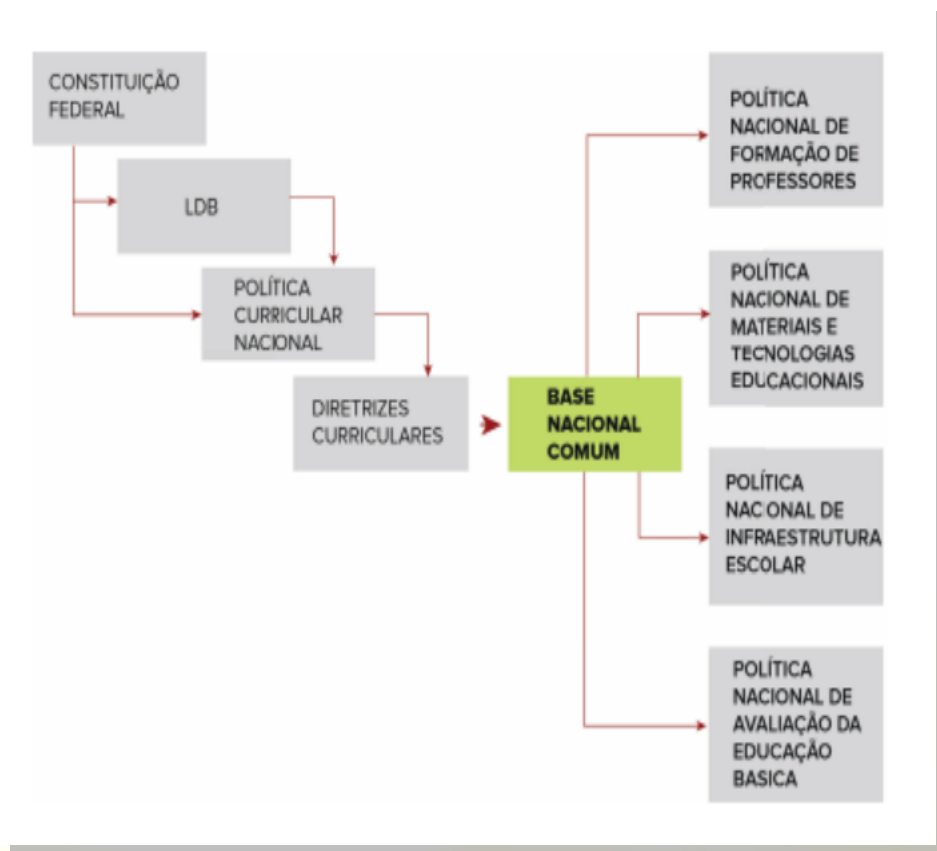 CONSTITUIÇÃO
FEDERAL
LDB
POLÍTICA
CURRICULAR
NACIONAL
DIRETRIZES
CURRICULARES
BASE
NACIONAL
COMUM
POLÍTICA
NACIONAL DE
FORMAÇÃO DE
PROFESSORES
POLÍTICA
NACIONAL DE
MATERIAIS E
TECNOLOGIAS
EDUCACIONAIS
POLÍTICA
NACIONAL DE
INFRAESTRUTURA
ESCOLAR
POLÍTICA
NACIONAL DE
AVALIAÇÃO DA
EDUCAÇÃO
BASICA